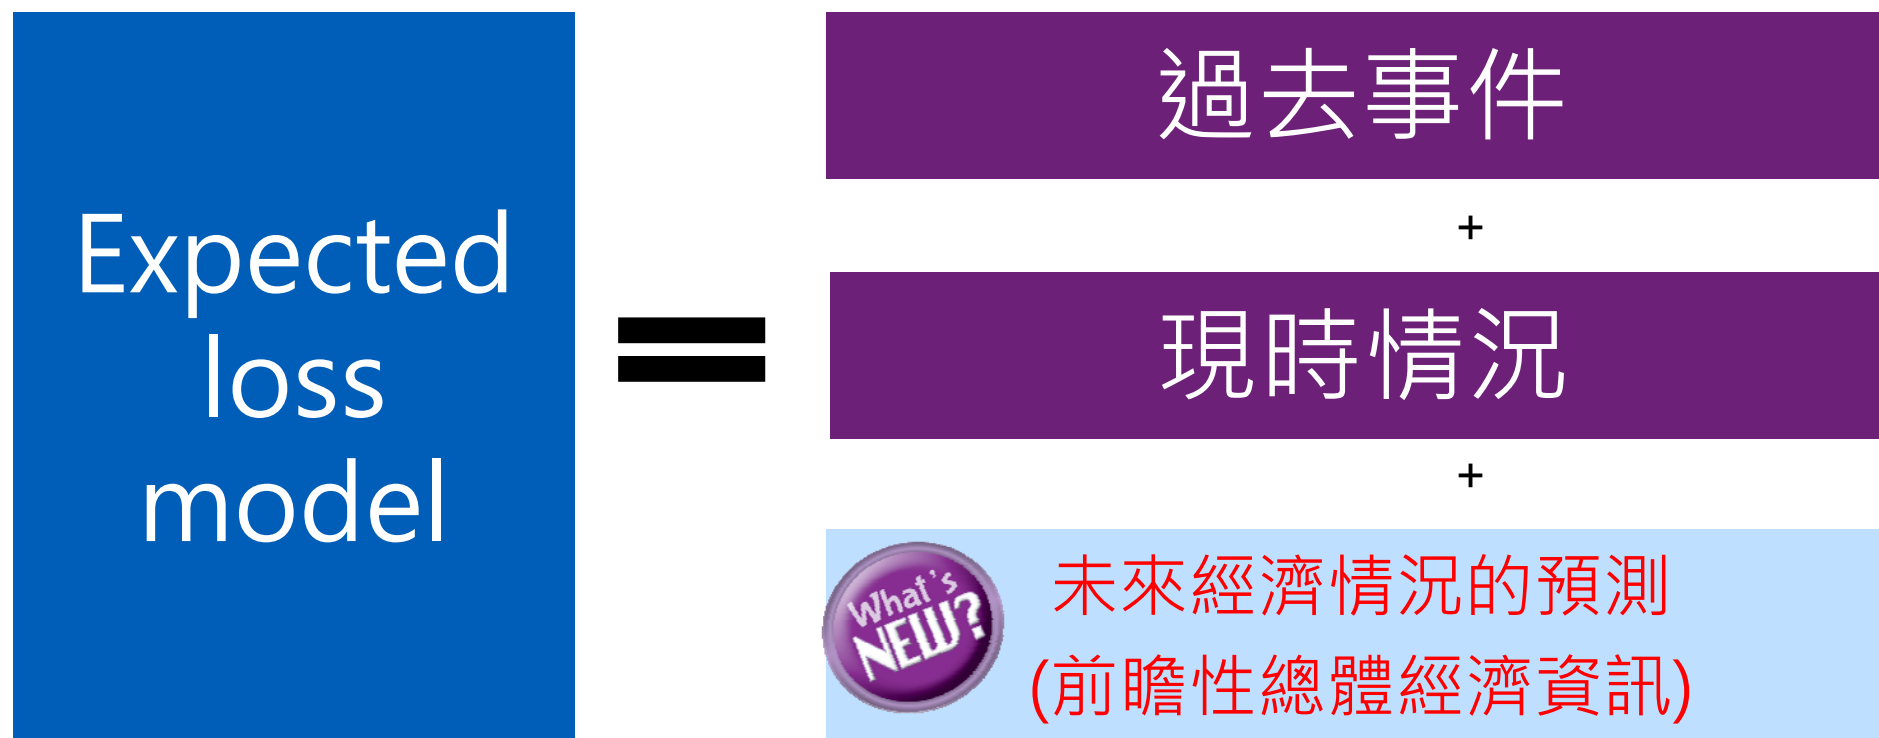 Expected
loss
model
=
過去事件
+
現時情況
+
What's
NEW?
未來經濟情況的預測
(前瞻性總體經濟資訊)